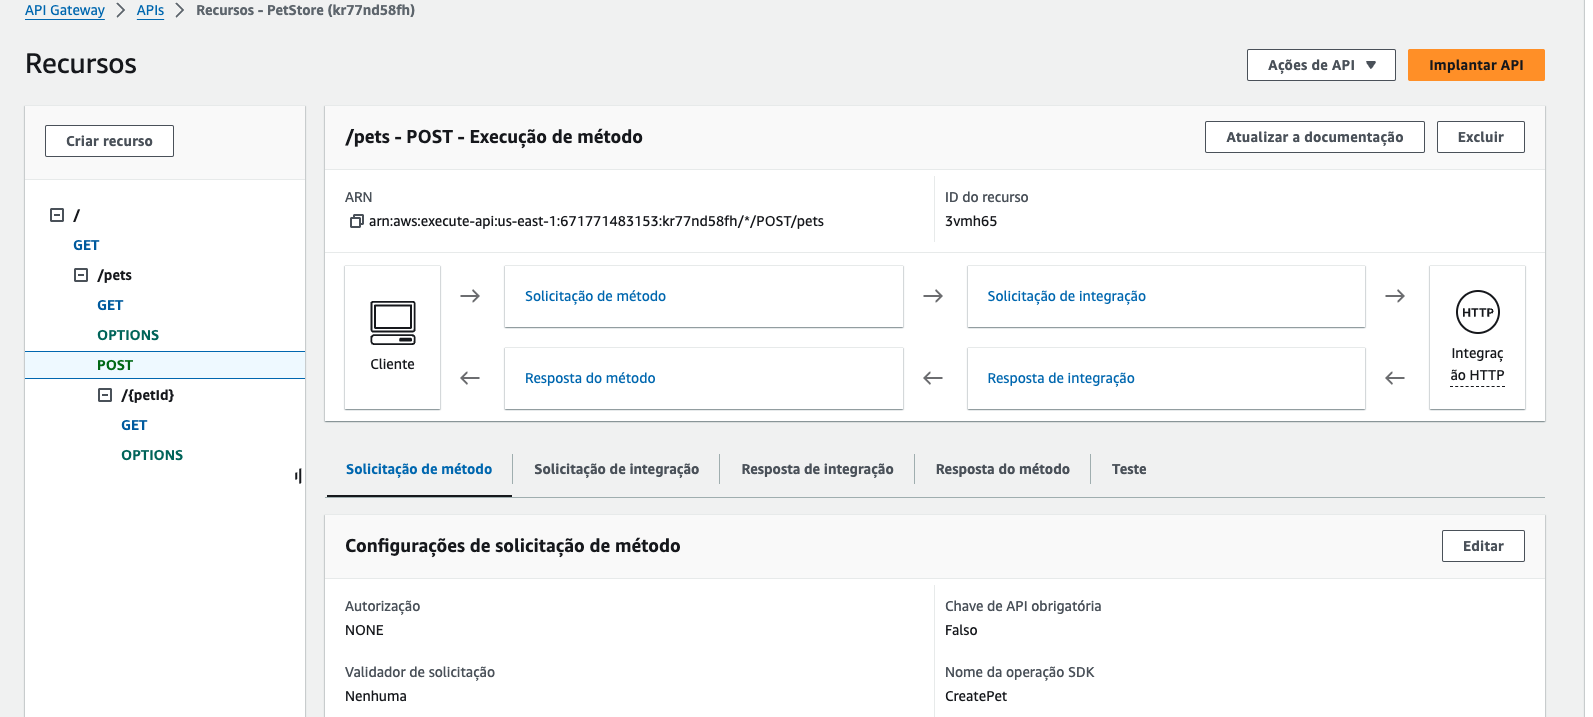 API Gateway > APIs > Recursos - PetStore (kr77nd58fh)
Recursos
Ações de API
Implantar API
Criar recurso
/
GET
/pets
GET
OPTIONS
POST
/{petId}
GET
OPTIONS
/pets - POST - Execução de método
Atualizar a documentação
Excluir
ARN
arn:aws:execute-api:us-east-1:671771483153:kr77nd58fh/*/POST/pets
ID do recurso
3vmh65
Cliente
Solicitação de método
Solicitação de integração
HTTP
Integraç
ão HTTP
Resposta do método
Resposta de integração
Solicitação de método
Solicitação de integração
Resposta de integração
Resposta do método
Teste
Configurações de solicitação de método
Editar
Autorização
NONE
Chave de API obrigatória
Falso
Validador de solicitação
Nenhuma
Nome da operação SDK
CreatePet